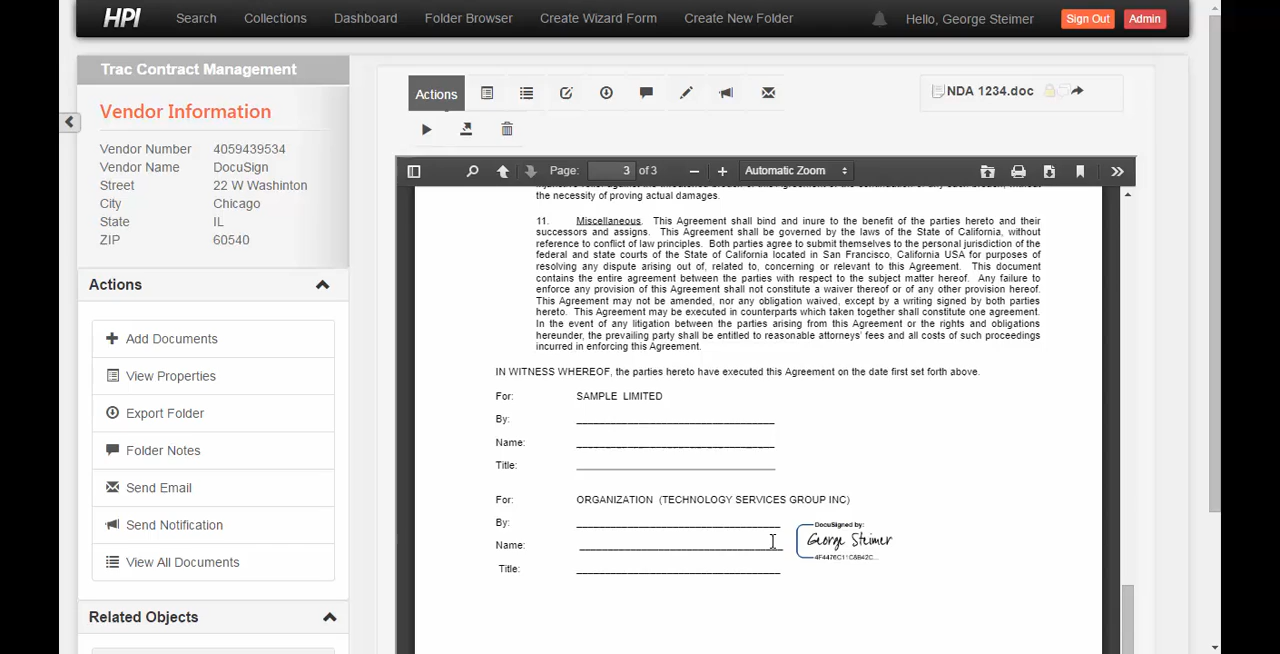 HPI Search Collections Dashboard Folder Browser Create Wizard Form Create New Folder Hello, George Steimer Sign Out Admin
Trac Contract Management
Vendor Information
Vendor Number 4059439534
Vendor Name DocuSign
Street 22 W Washinton
City Chicago
State IL
ZIP 60540
Actions
Add Documents
View Properties
Export Folder
Folder Notes
Send Email
Send Notification
View All Documents
Related Objects
Actions
NDA 1234.doc
Page: 3 of 3 Automatic Zoom
the necessity of proving actual damages.
11. Miscellaneous. This Agreement shall bind and inure to the benefit of the parties hereto and their
successors and assigns. This Agreement shall be governed by the laws of the State of California, without
reference to conflict of law principles. Both parties agree to submit themselves to the personal jurisdiction of the
federal and state courts of the State of California located in San Francisco, California USA for purposes of
resolving any dispute arising out of, related to, concerning or relevant to this Agreement. This document
contains the entire agreement between the parties with respect to the subject matter hereof. Any failure to
enforce any provision of this Agreement shall not constitute a waiver thereof or of any other provision hereof.
This Agreement may not be amended, nor any obligation waived, except by a writing signed by both parties
hereto. This Agreement may be executed in counterparts which taken together shall constitute one agreement.
In the event of any litigation between the parties arising from this Agreement or the rights and obligations
hereunder, the prevailing party shall be entitled to reasonable attorneys' fees and all costs of such proceedings
incurred in enforcing this Agreement.
IN WITNESS WHEREOF, the parties hereto have executed this Agreement on the date first set forth above.
For: SAMPLE LIMITED
By:
Name:
Title:
For: ORGANIZATION (TECHNOLOGY SERVICES GROUP INC)
By:
Name:
Title:
DocuSigned by:
George Steimer